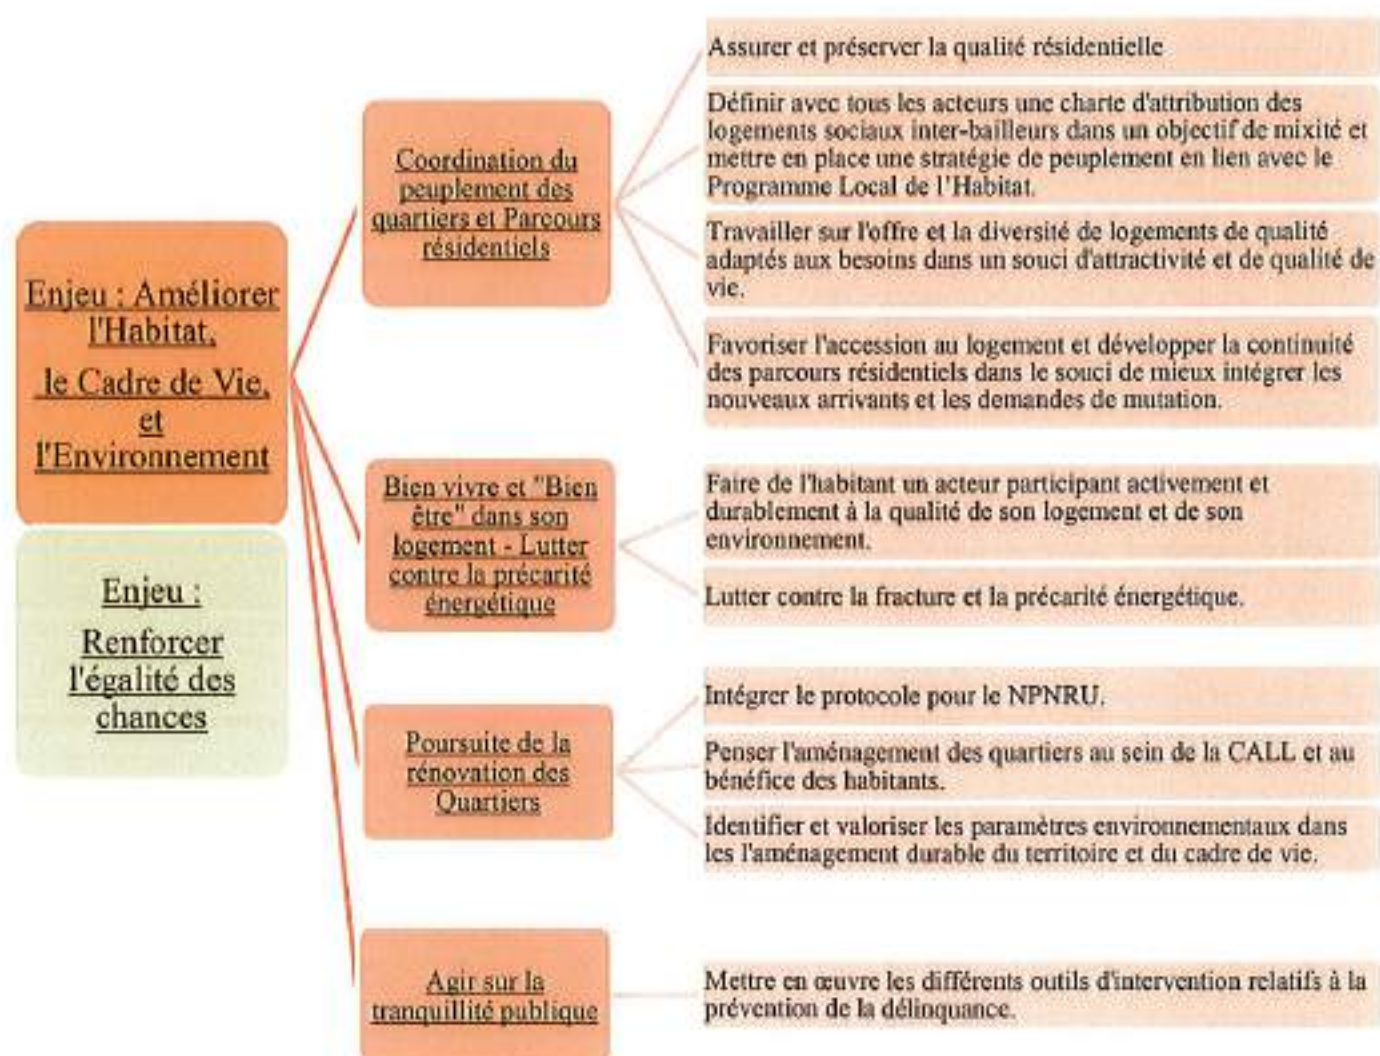 Enjeu : Améliorer
l'Habitat,
le Cadre de Vie,
et
l'Environnement
Enjeu :
Renforcer
l'égalité des
chances
Coordination du
peuplement des
quartiers et Parcours
résidentiels
Assurer et préserver la qualité résidentielle
Définir avec tous les acteurs une charte d'attribution des
logements sociaux inter-bailleurs dans un objectif de mixité et
mettre en place une stratégie de peuplement en lien avec le
Programme Local de l'Habitat.
Travailler sur l'offre et la diversité de logements de qualité
adaptés aux besoins dans un souci d'attractivité et de qualité de
vie.
Favoriser l'accession au logement et développer la continuité
des parcours résidentiels dans le souci de mieux intégrer les
nouveaux arrivants et les demandes de mutation.
Bien vivre et "Bien
être" dans son
logement - Lutter
contre la précarité
énergétique
Faire de l'habitant un acteur participant activement et
durablement à la qualité de son logement et de son
environnement.
Lutter contre la fracture et la précarité énergétique.
Poursuite de la
rénovation des
Quartiers
Intégrer le protocole pour le NPNRU.
Penser l'aménagement des quartiers au sein de la CALL et au
bénéfice des habitants.
Identifier et valoriser les paramètres environnementaux dans
les l'aménagement durable du territoire et du cadre de vie.
Agir sur la
tranquillité publique
Mettre en œuvre les différents outils d'intervention relatifs à la
prévention de la délinquance.